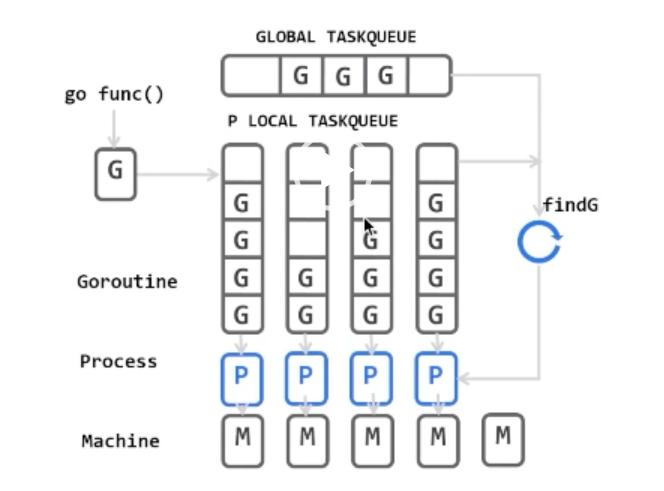 GLOBAL TASKQUEUE
G G G
go func()
P LOCAL TASKQUEUE
G
G G
findG
G G G
Goroutine G G G G
G G G G
Process P P P P
Machine M M M M M